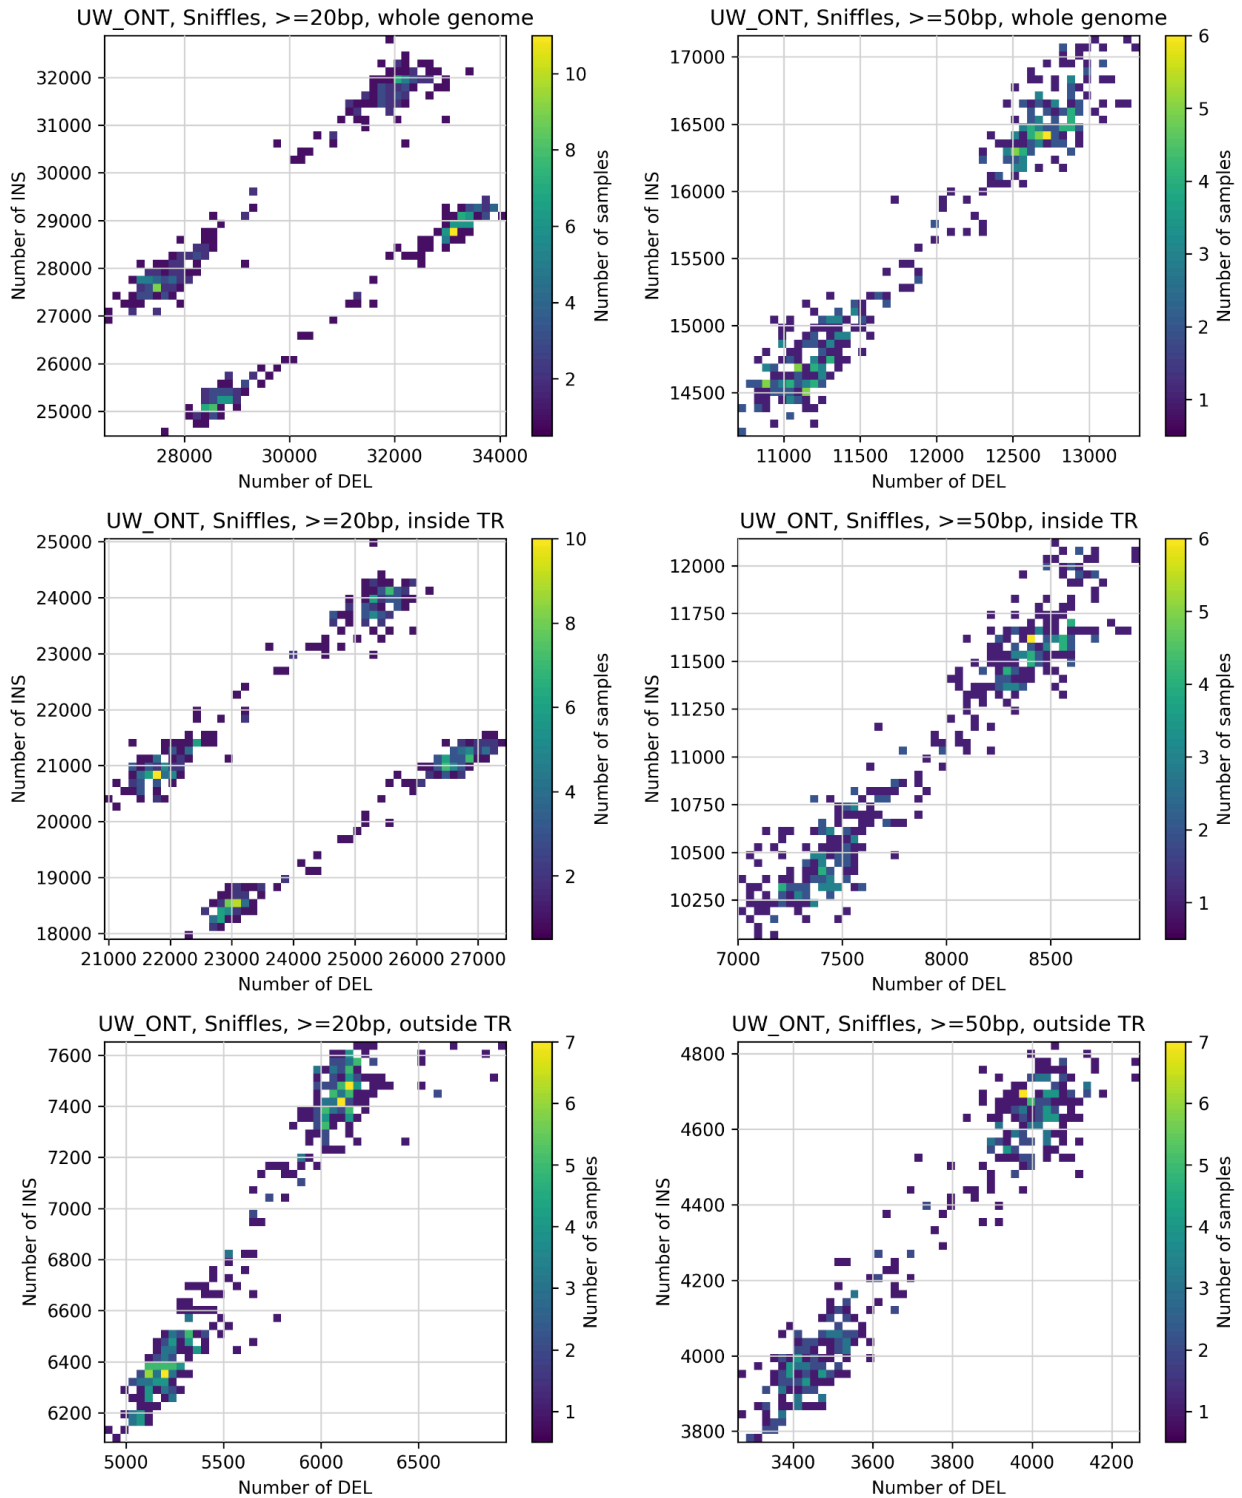 UW_ONT, Sniffles, >=20bp, whole genome
32000
31000
30000
29000
28000
27000
26000
25000
Number of INS
28000 30000 32000 34000
Number of DEL
10
8
6
4
2
Number of samples
UW_ONT, Sniffles, >=50bp, whole genome
17000
16500
16000
15500
15000
14500
Number of INS
11000 11500 12000 12500 13000
Number of DEL
6
5
4
3
2
1
Number of samples
UW_ONT, Sniffles, >=20bp, inside TR
25000
24000
23000
22000
21000
20000
19000
18000
Number of INS
21000 22000 23000 24000 25000 26000 27000
Number of DEL
10
8
6
4
2
Number of samples
UW_ONT, Sniffles, >=50bp, inside TR
12000
11750
11500
11250
11000
10750
10500
10250
Number of INS
7000 7500 8000 8500
Number of DEL
6
5
4
3
2
1
Number of samples
UW_ONT, Sniffles, >=20bp, outside TR
7600
7400
7200
7000
6800
6600
6400
6200
Number of INS
5000 5500 6000 6500
Number of DEL
7
6
5
4
3
2
1
Number of samples
UW_ONT, Sniffles, >=50bp, outside TR
4800
4600
4400
4200
4000
3800
Number of INS
3400 3600 3800 4000 4200
Number of DEL
7
6
5
4
3
2
1
Number of samples